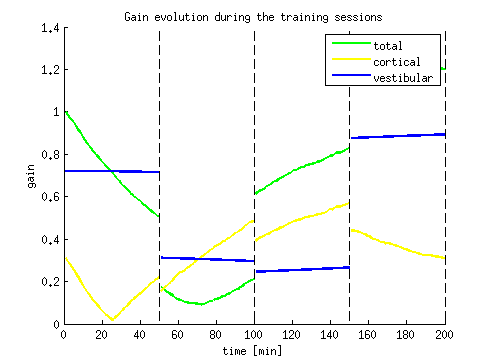 Gain evolution during the training sessions
1.4
1.2
1
0.8
0.6
0.4
0.2
0
gain
total
cortical
vestibular
0 20 40 60 80 100 120 140 160 180 200
time [min]